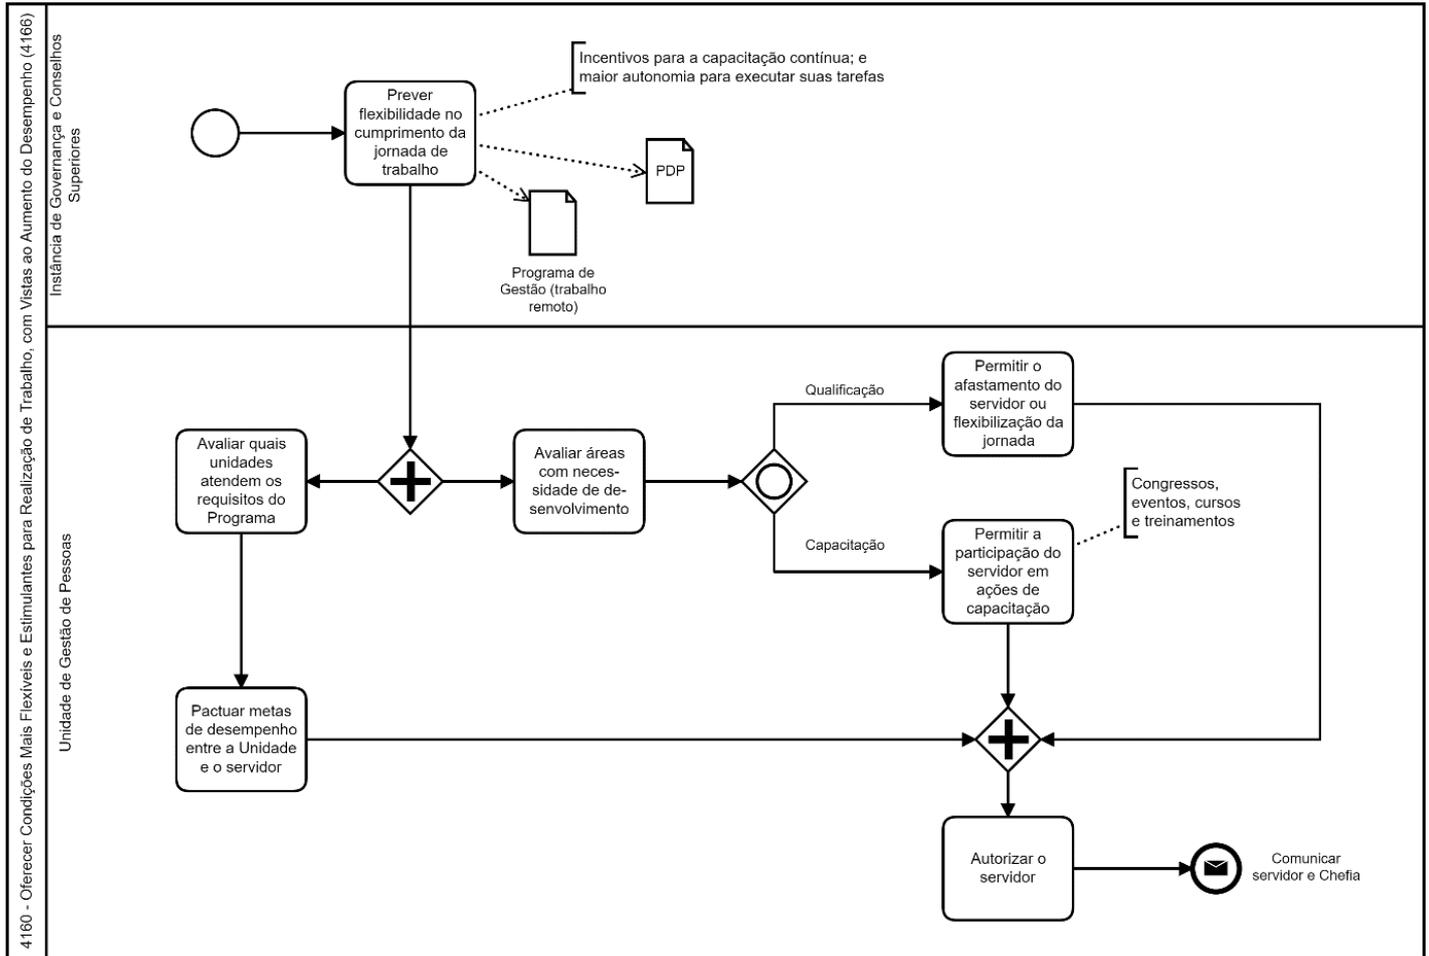 4160 - Oferecer Condições Mais Flexíveis e Estimulantes para Realização de Trabalho, com Vistas ao Aumento do Desempenho (4166)
Instância de Governança e Conselhos
Superiores
Prever
flexibilidade no
cumprimento da
jornada de
trabalho
Incentivos para a capacitação contínua; e
maior autonomia para executar suas tarefas
PDP
Programa de
Gestão (trabalho
remoto)
Unidade de Gestão de Pessoas
Avaliar quais
unidades
atendem os
requisitos do
Programa
Avaliar áreas
com neces-
sidade de de-
senvolvimento
Qualificação
Permitir o
afastamento do
servidor ou
flexibilização da
jornada
Capacitação
Permitir a
participação do
servidor em
ações de
capacitação
Congressos,
eventos, cursos
e treinamentos
Pactuar metas
de desempenho
entre a Unidade
e o servidor
Autorizar o
servidor
Comunicar
servidor e Chefia